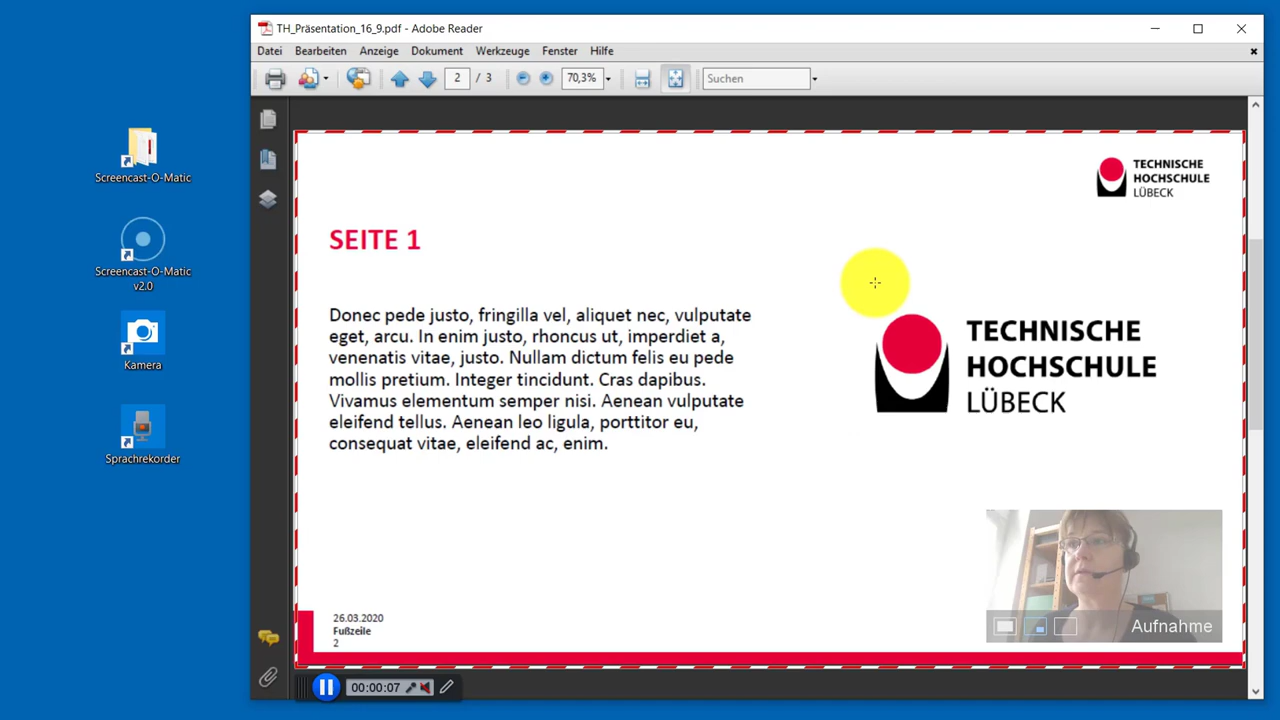 TH_Präsentation_16_9.pdf - Adobe Reader
Datei Bearbeiten Anzeige Dokument Werkzeuge Fenster Hilfe
2 / 3 70,3% Suchen
Screencast-O-Matic
Screencast-O-Matic
v2.0
Kamera
Sprachrekorder
TECHNISCHE
HOCHSCHULE
LÜBECK
SEITE 1
Donec pede justo, fringilla vel, aliquet nec, vulputate
eget, arcu. In enim justo, rhoncus ut, imperdiet a,
venenatis vitae, justo. Nullam dictum felis eu pede
mollis pretium. Integer tincidunt. Cras dapibus.
Vivamus elementum semper nisi. Aenean vulputate
eleifend tellus. Aenean leo ligula, porttitor eu,
consequat vitae, eleifend ac, enim.
TECHNISCHE
HOCHSCHULE
LÜBECK
26.03.2020
Fußzeile
2
Aufnahme
00:00:07